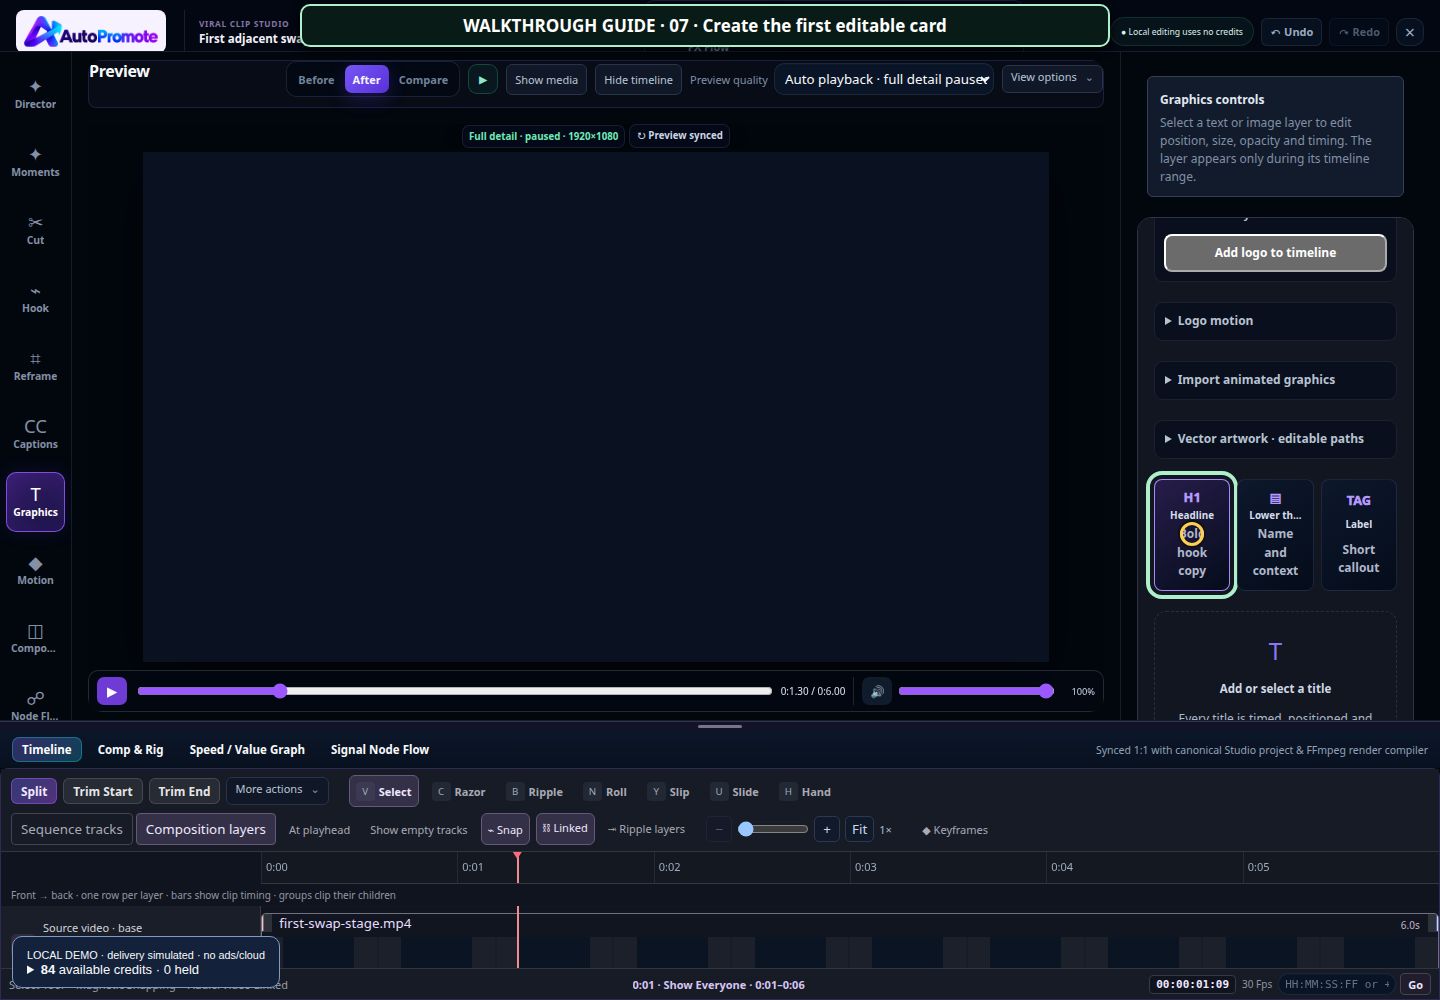 AutoPromote
VIRAL CLIP STUDIO
First adjacent swa
WALKTHROUGH GUIDE · 07 · Create the first editable card
● Local editing uses no credits
↶ Undo
↷ Redo
✕
Preview
Before
After
Compare
Show media
Hide timeline
Preview quality
Auto playback · full detail paused
View options
Full detail · paused · 1920×1080
↻ Preview synced
Director
Moments
Cut
Hook
Reframe
CC
Captions
T
Graphics
Motion
Compo...
Node Fl...
Graphics controls
Select a text or image layer to edit
position, size, opacity and timing. The
layer appears only during its timeline
range.
Add logo to timeline
Logo motion
Import animated graphics
Vector artwork · editable paths
H1
Headline
Bold
hook
copy
Lower th...
Name
and
context
TAG
Label
Short
callout
T
Add or select a title
Every title is timed, positioned and
0:1.30 / 0:6.00
100%
Timeline
Comp & Rig
Speed / Value Graph
Signal Node Flow
Synced 1:1 with canonical Studio project & FFmpeg render compiler
Split
Trim Start
Trim End
More actions
V Select
C Razor
B Ripple
N Roll
Y Slip
U Slide
H Hand
Sequence tracks
Composition layers
At playhead
Show empty tracks
Snap
Linked
Ripple layers
−
+
Fit
1×
◆ Keyframes
0:00
0:01
0:02
0:03
0:04
0:05
Front → back · one row per layer · bars show clip timing · groups clip their children
Source video · base
first-swap-stage.mp4
6.0s
LOCAL DEMO · delivery simulated · no ads/cloud
▶ 84 available credits · 0 held
0:01 · Show Everyone · 0:01–0:06
00:00:01:09
30 Fps
HH:MM:SS:FF or +
Go